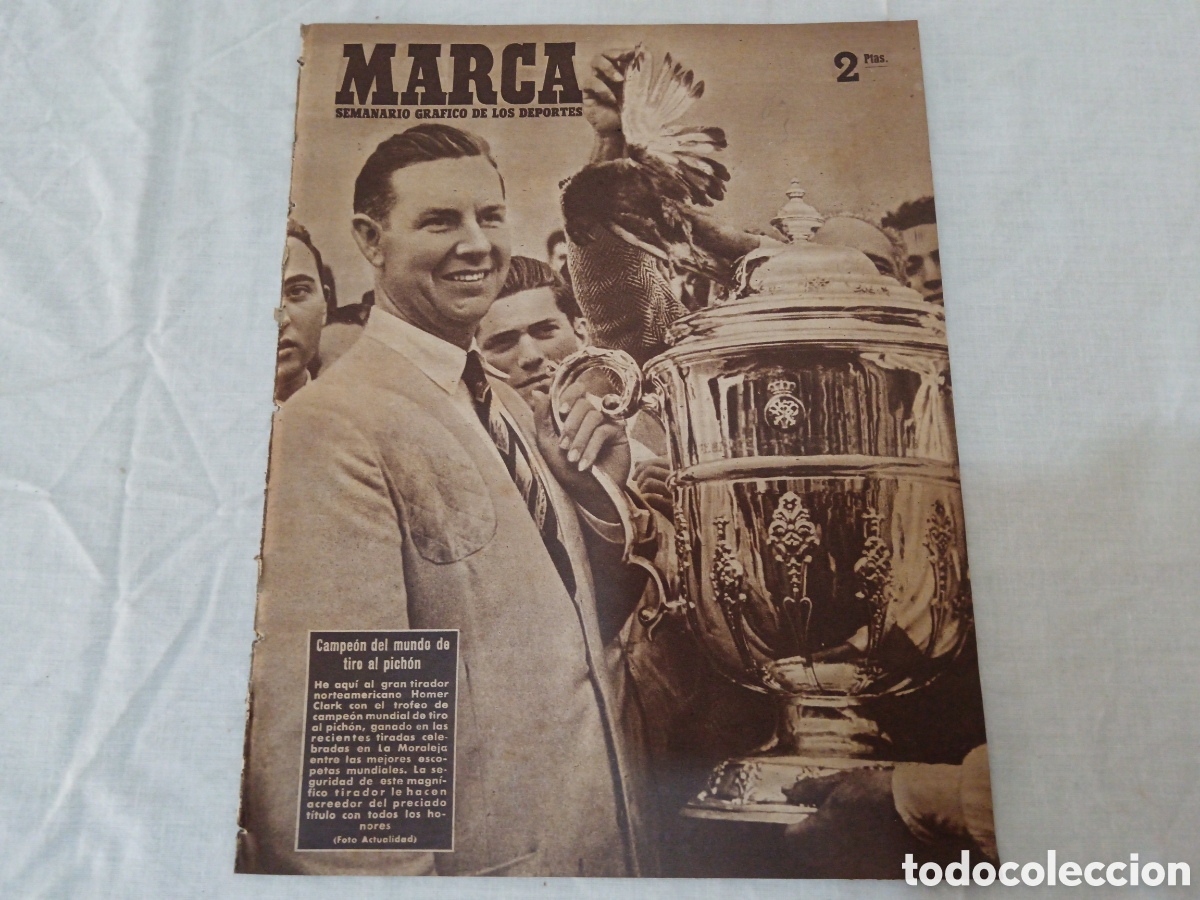 MARCA
SEMANARIO GRAFICO DE LOS DEPORTES
2 Ptas.
Campeón del mundo de
tiro al pichón
He aquí al gran tirador
norteamericano Homer
Clark con el trofeo de
campeón mundial de tiro
al pichón, ganado en las
recientes tiradas cele-
bradas en La Moraleja
entre las mejores esco-
petas mundiales. La se-
guridad de este magní-
fico tirador le hacen
acreedor del preciado
título con todos los ho-
nores
(Foto Actualidad)
todocoleccion